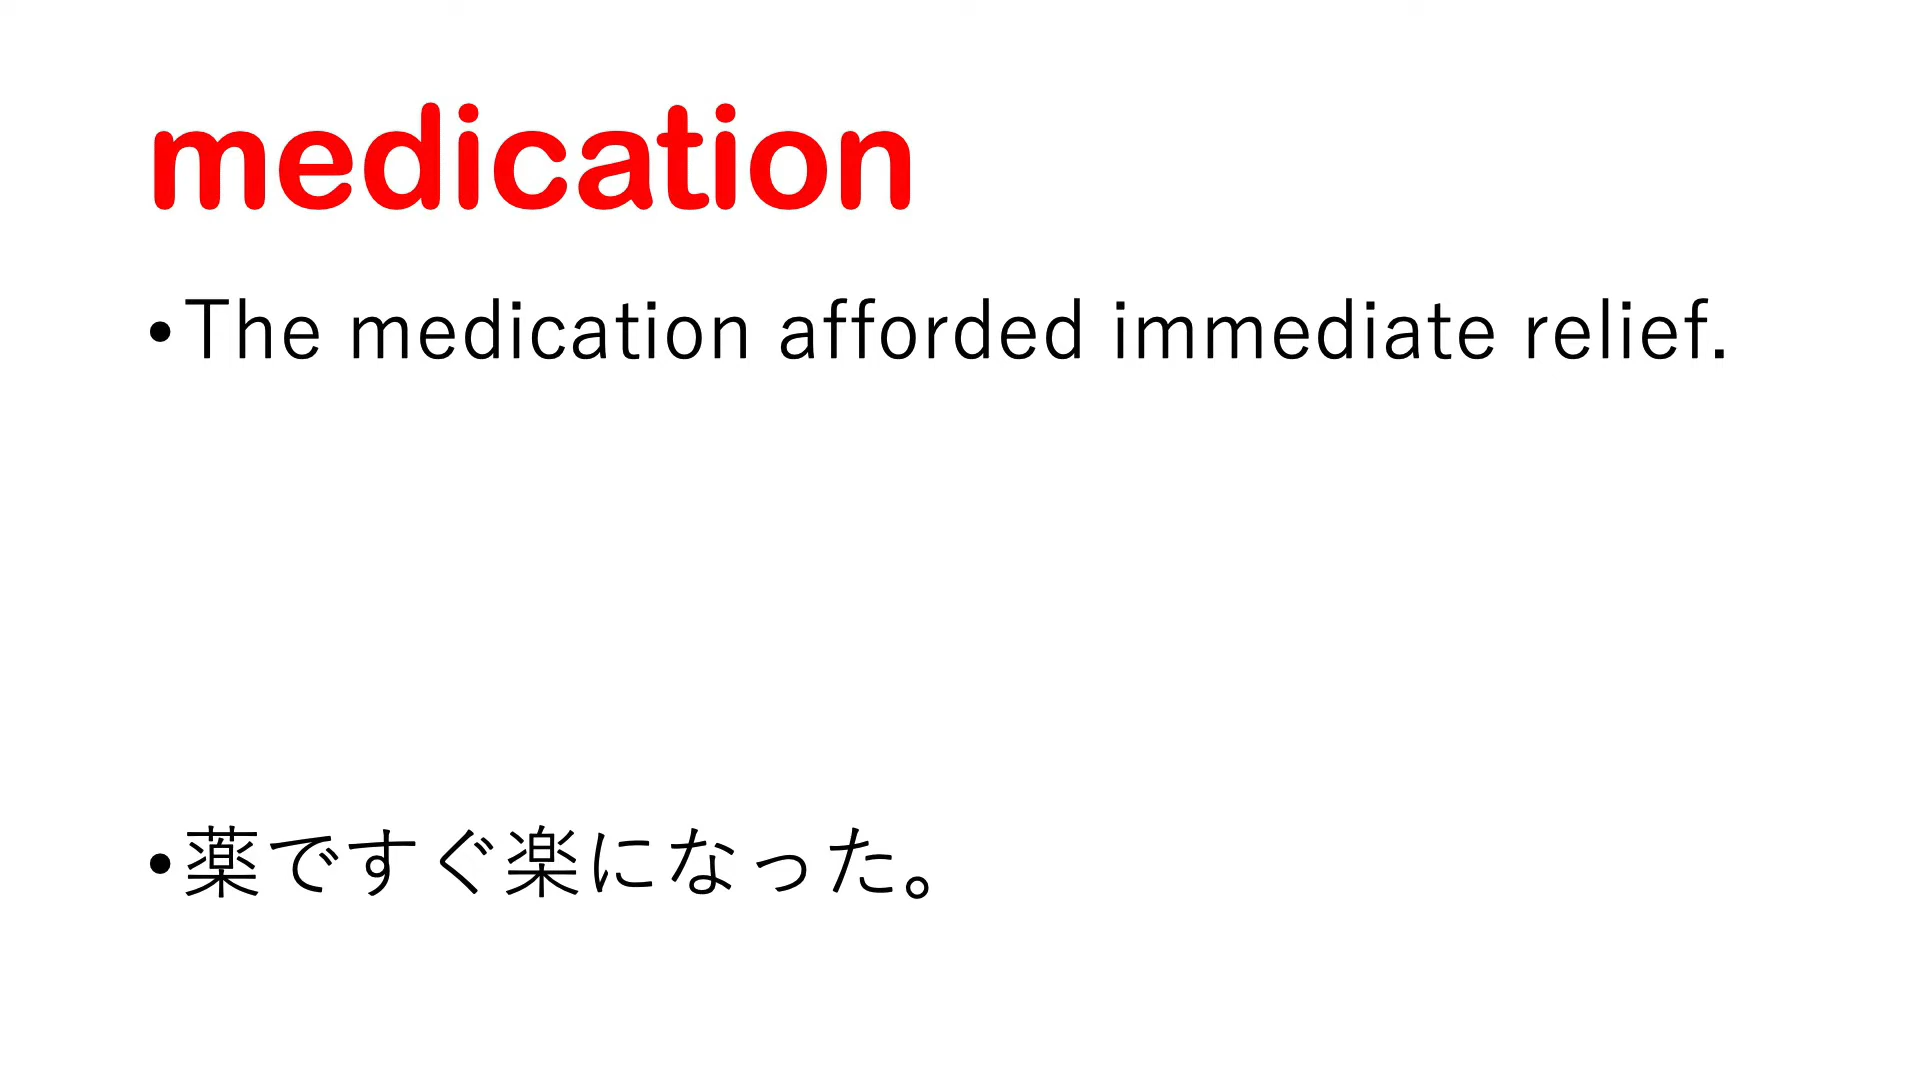 medication
•The medication afforded immediate relief.
•薬ですぐ楽になった。